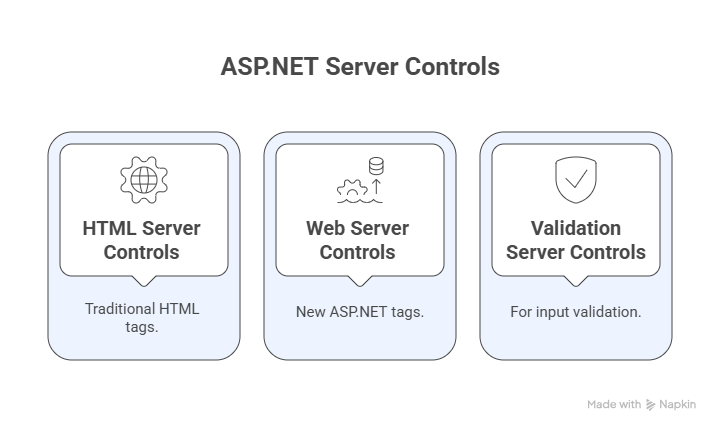 ASP.NET Server Controls
HTML Server
Controls
Traditional HTML
tags.
Web Server
Controls
New ASP.NET tags.
Validation
Server Controls
For input validation.
Made with Napkin